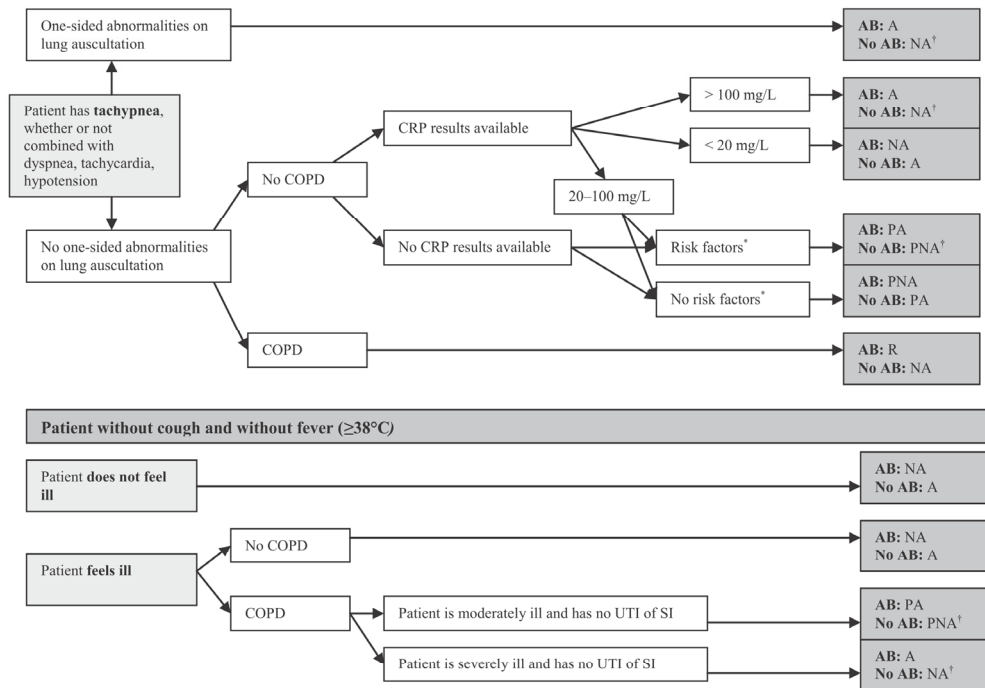 One-sided abnormalities on
lung auscultation
AB: A
No AB: NA†
Patient has tachypnea,
whether or not
combined with
dyspnea, tachycardia,
hypotension
No one-sided abnormalities
on lung auscultation
No COPD
COPD
CRP results available
No CRP results available
> 100 mg/L
< 20 mg/L
20–100 mg/L
Risk factors*
No risk factors*
AB: A
No AB: NA†
AB: NA
No AB: A
AB: PA
No AB: PNA†
AB: PNA
No AB: PA
AB: R
No AB: NA
Patient without cough and without fever (≥38°C)
Patient does not feel
ill
AB: NA
No AB: A
Patient feels ill
No COPD
AB: NA
No AB: A
COPD
Patient is moderately ill and has no UTI of SI
AB: PA
No AB: PNA†
Patient is severely ill and has no UTI of SI
AB: A
No AB: NA†